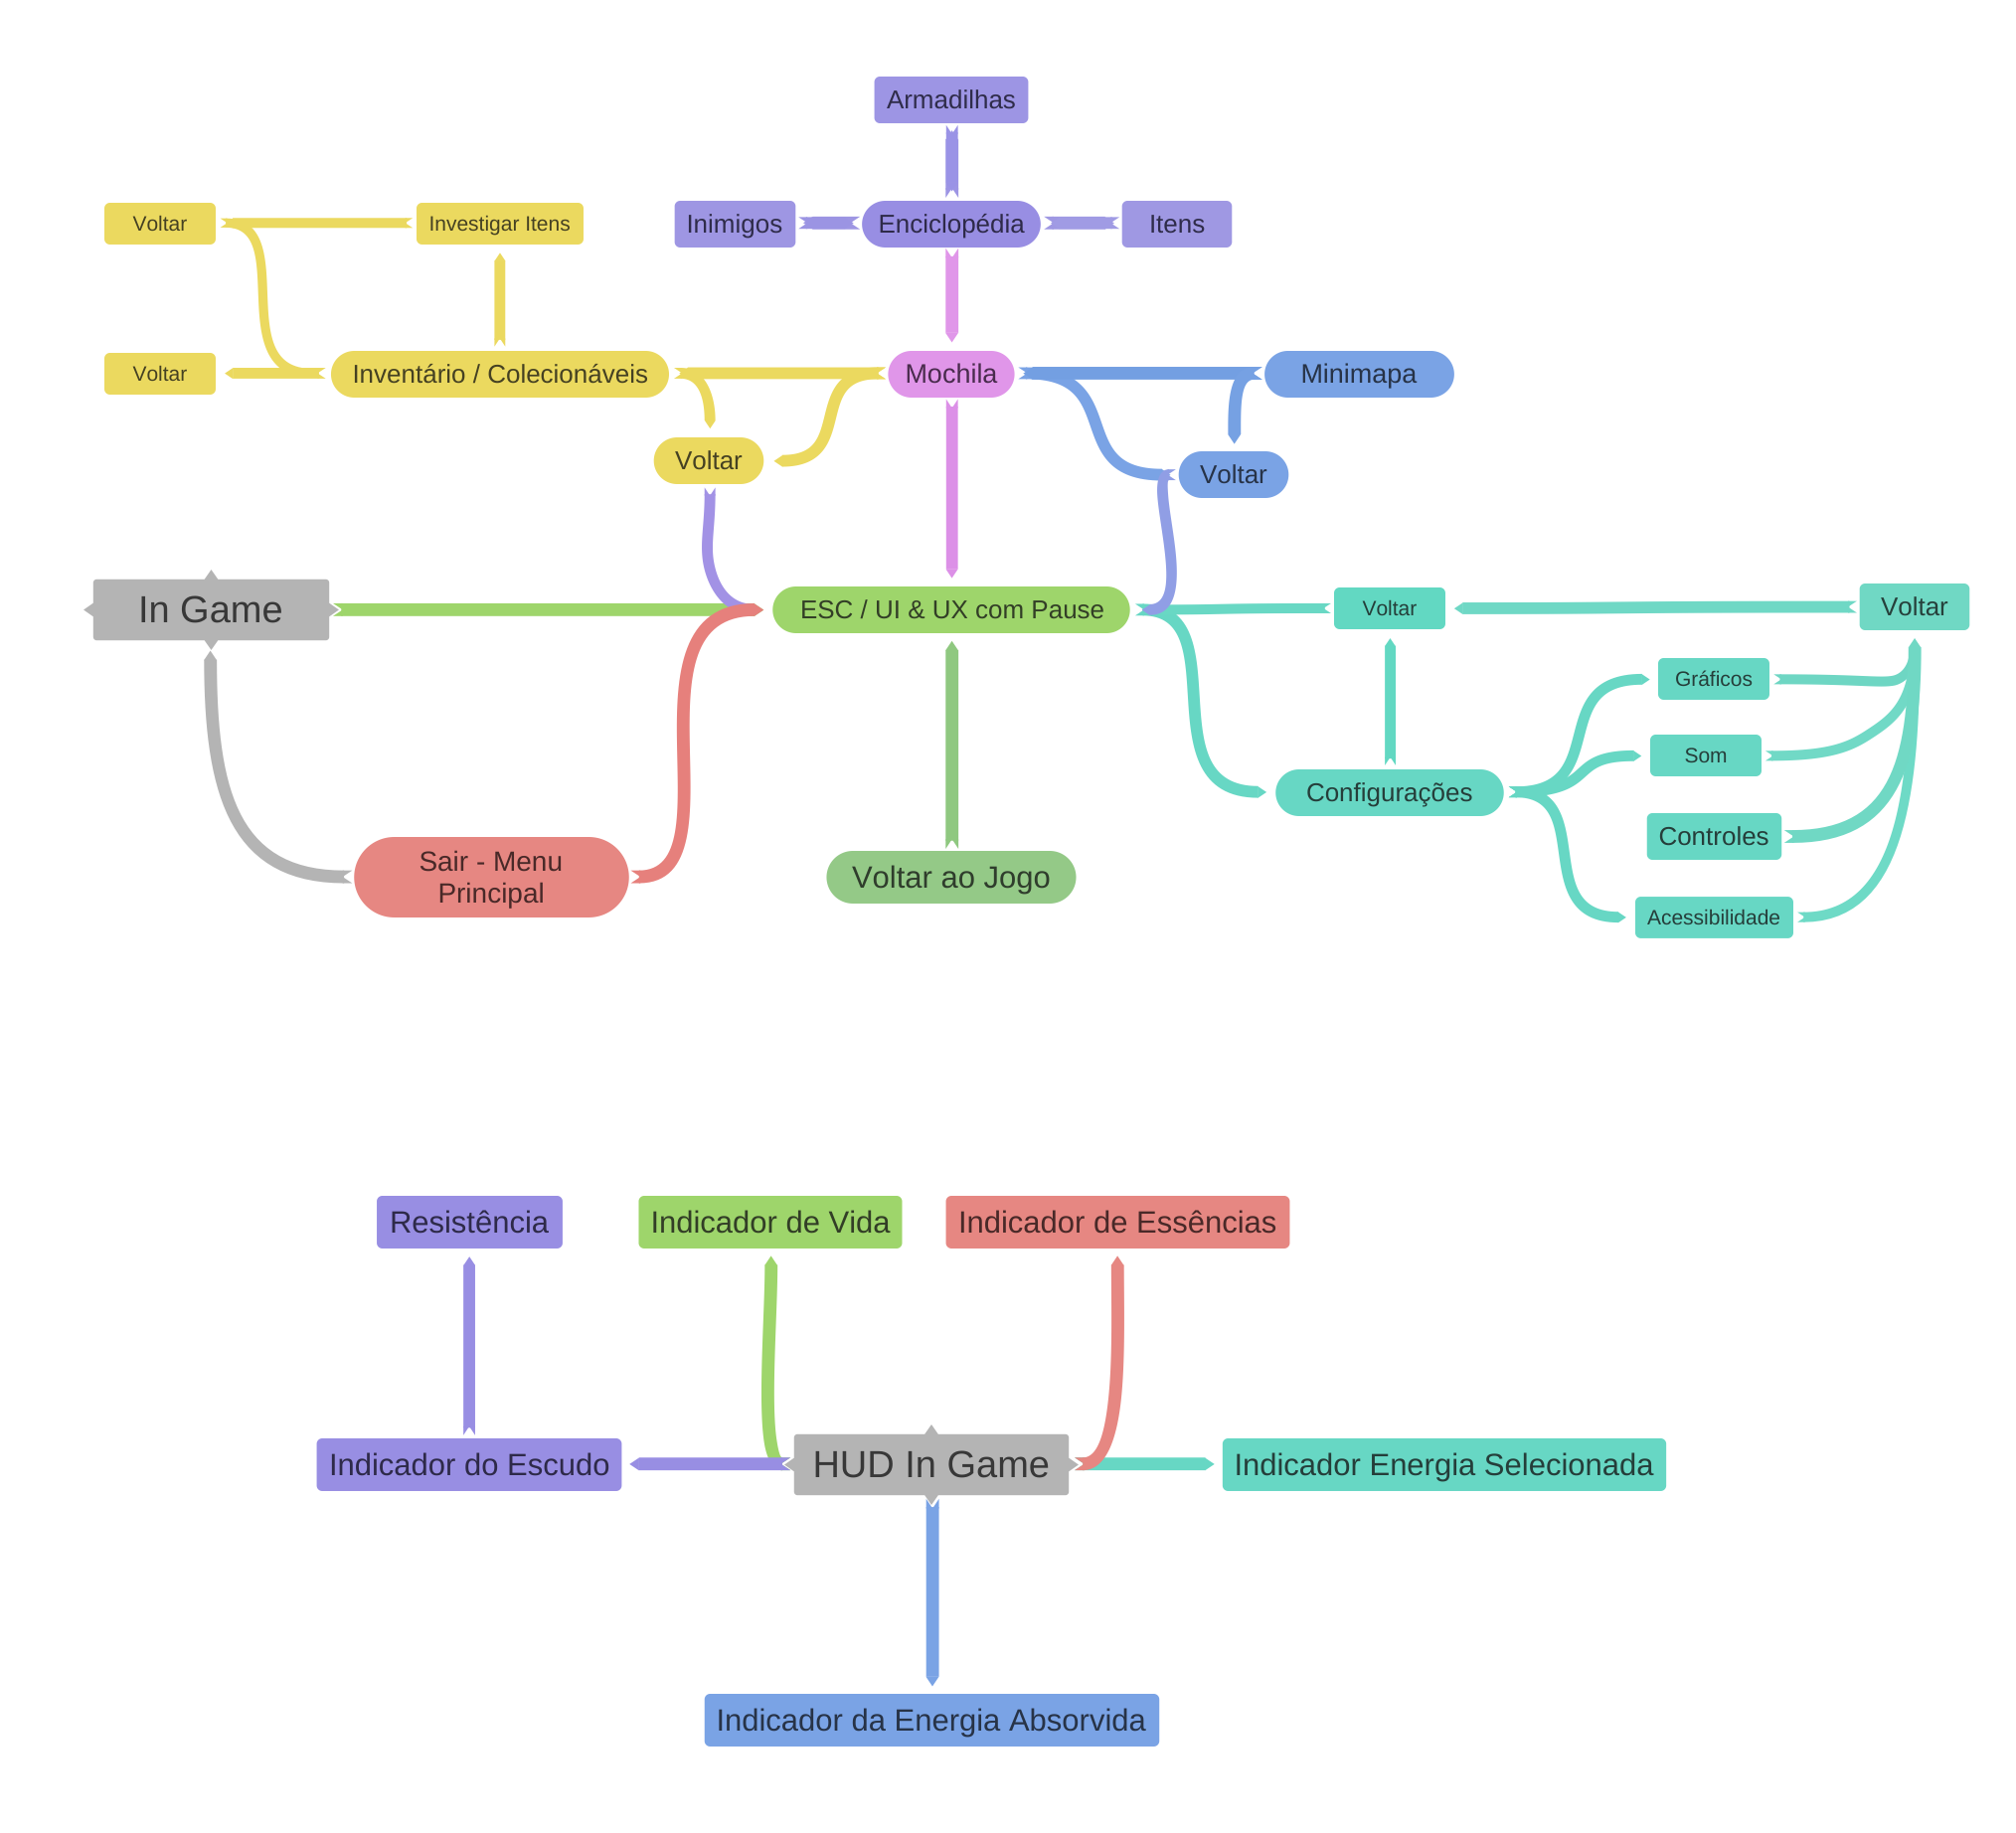 Armadilhas
Voltar
Investigar Itens
Inimigos
Enciclopédia
Itens
Voltar
Inventário / Colecionáveis
Mochila
Minimapa
Voltar
Voltar
In Game
ESC / UI & UX com Pause
Voltar
Voltar
Gráficos
Som
Configurações
Controles
Sair - Menu
Principal
Voltar ao Jogo
Acessibilidade
Resistência
Indicador de Vida
Indicador de Essências
Indicador do Escudo
HUD In Game
Indicador Energia Selecionada
Indicador da Energia Absorvida